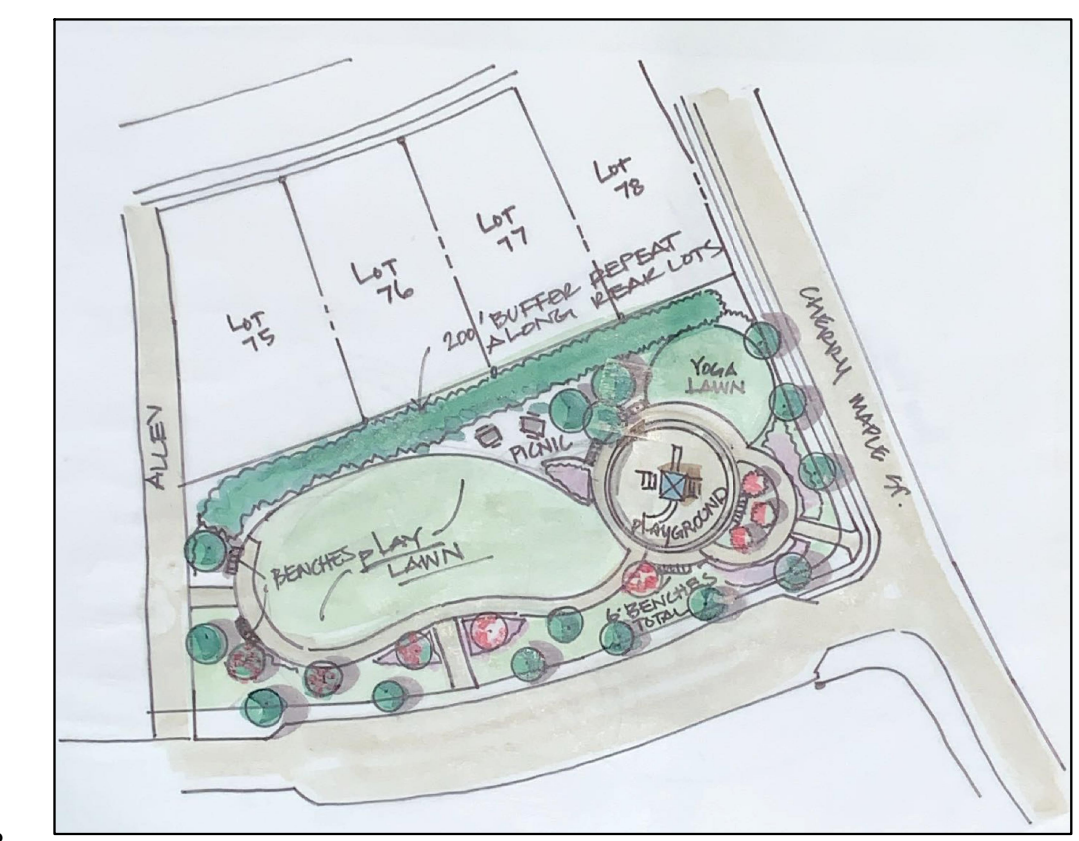 LOT
78
LOT
77
LOT
76
LOT
75
200' BUFFER REPEAT
ALONG REAR LOTS
CHERRY MAPLE ST.
YOGA
LAWN
PICNIC
PLAYGROUND
ALLEY
BENCHES
PLAY
LAWN
6 BENCHES
TOTAL